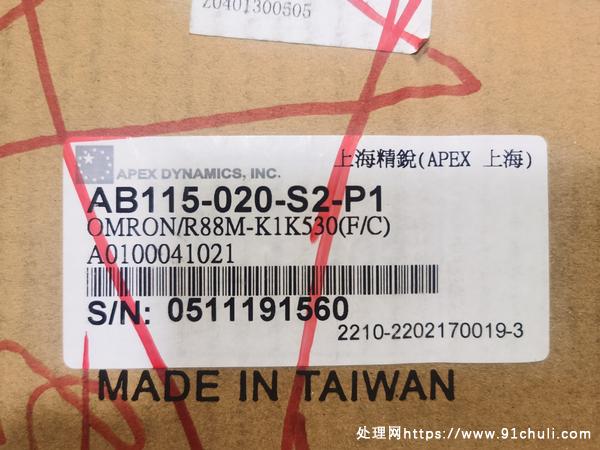 Z0401300505
上海精銳(APEX 上海)
APEX DYNAMICS, INC.
AB115-020-S2-P1
OMRON/R88M-K1K530(F/C)
A0100041021
S/N: 0511191560
2210-2202170019-3
MADE IN TAIWAN
处理网https://www.91chuli.com/